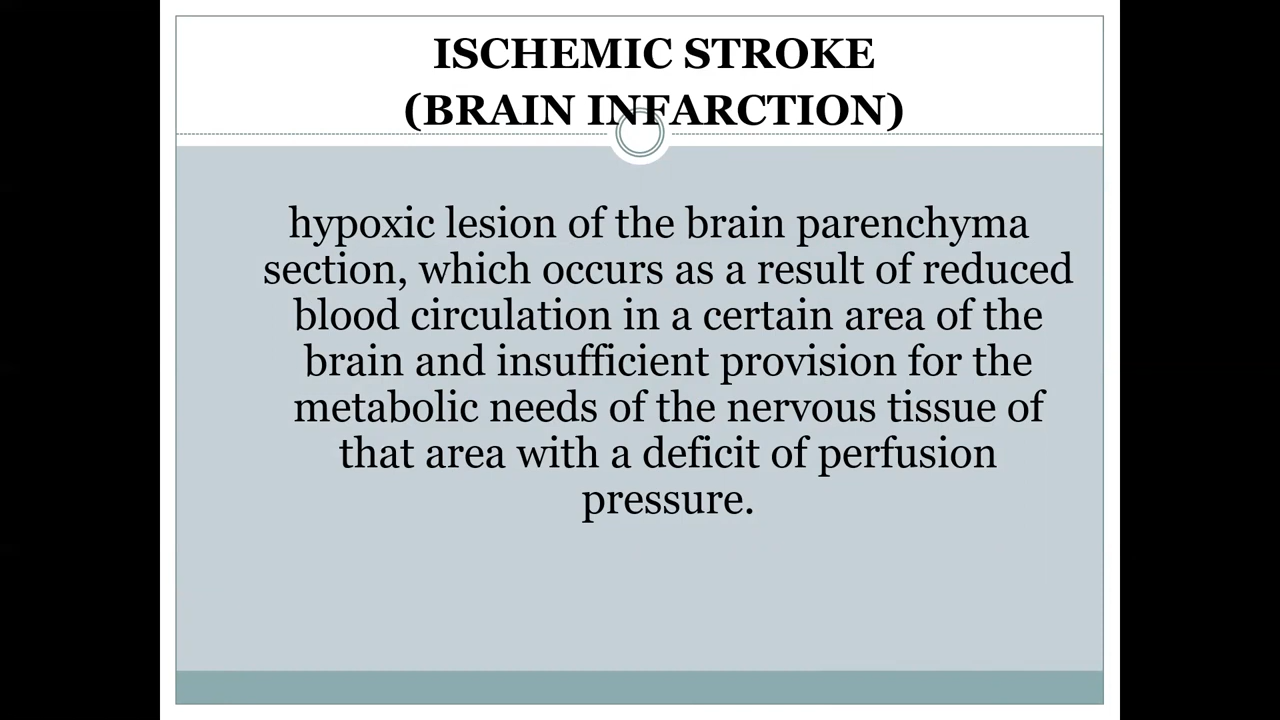 ISCHEMIC STROKE
(BRAIN INFARCTION)
hypoxic lesion of the brain parenchyma
section, which occurs as a result of reduced
blood circulation in a certain area of the
brain and insufficient provision for the
metabolic needs of the nervous tissue of
that area with a deficit of perfusion
pressure.